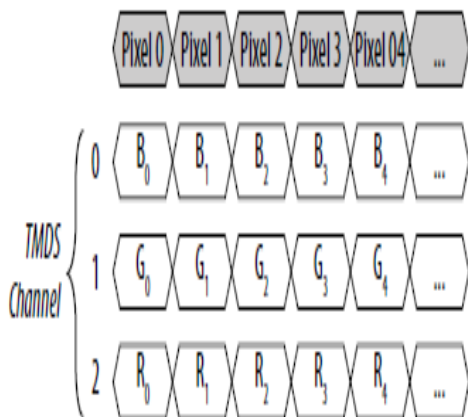 Pixel 0 Pixel 1 Pixel 2 Pixel 3 Pixel 04 ...
0 B0 B1 B2 B3 B4 ...
TMDS
Channel
1 G0 G1 G2 G3 G4 ...
2 R0 R1 R2 R3 R4 ...